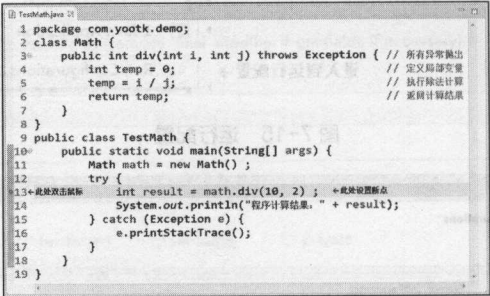 TestMath.java
1 package com.yootk.demo;
2 class Math {
3 public int div(int i, int j) throws Exception { // 所有异常抛出
4 int temp = 0; // 定义局部变量
5 temp = i / j; // 执行除法计算
6 return temp; // 返回计算结果
7 }
8 }
9 public class TestMath {
10 public static void main(String[] args) {
11 Math math = new Math() ;
12 try {
13 ←此处双击鼠标 int result = math.div(10, 2) ; ←此处设置断点
14 System.out.println("程序计算结果：" + result);
15 } catch (Exception e) {
16 e.printStackTrace();
17 }
18 }
19 }